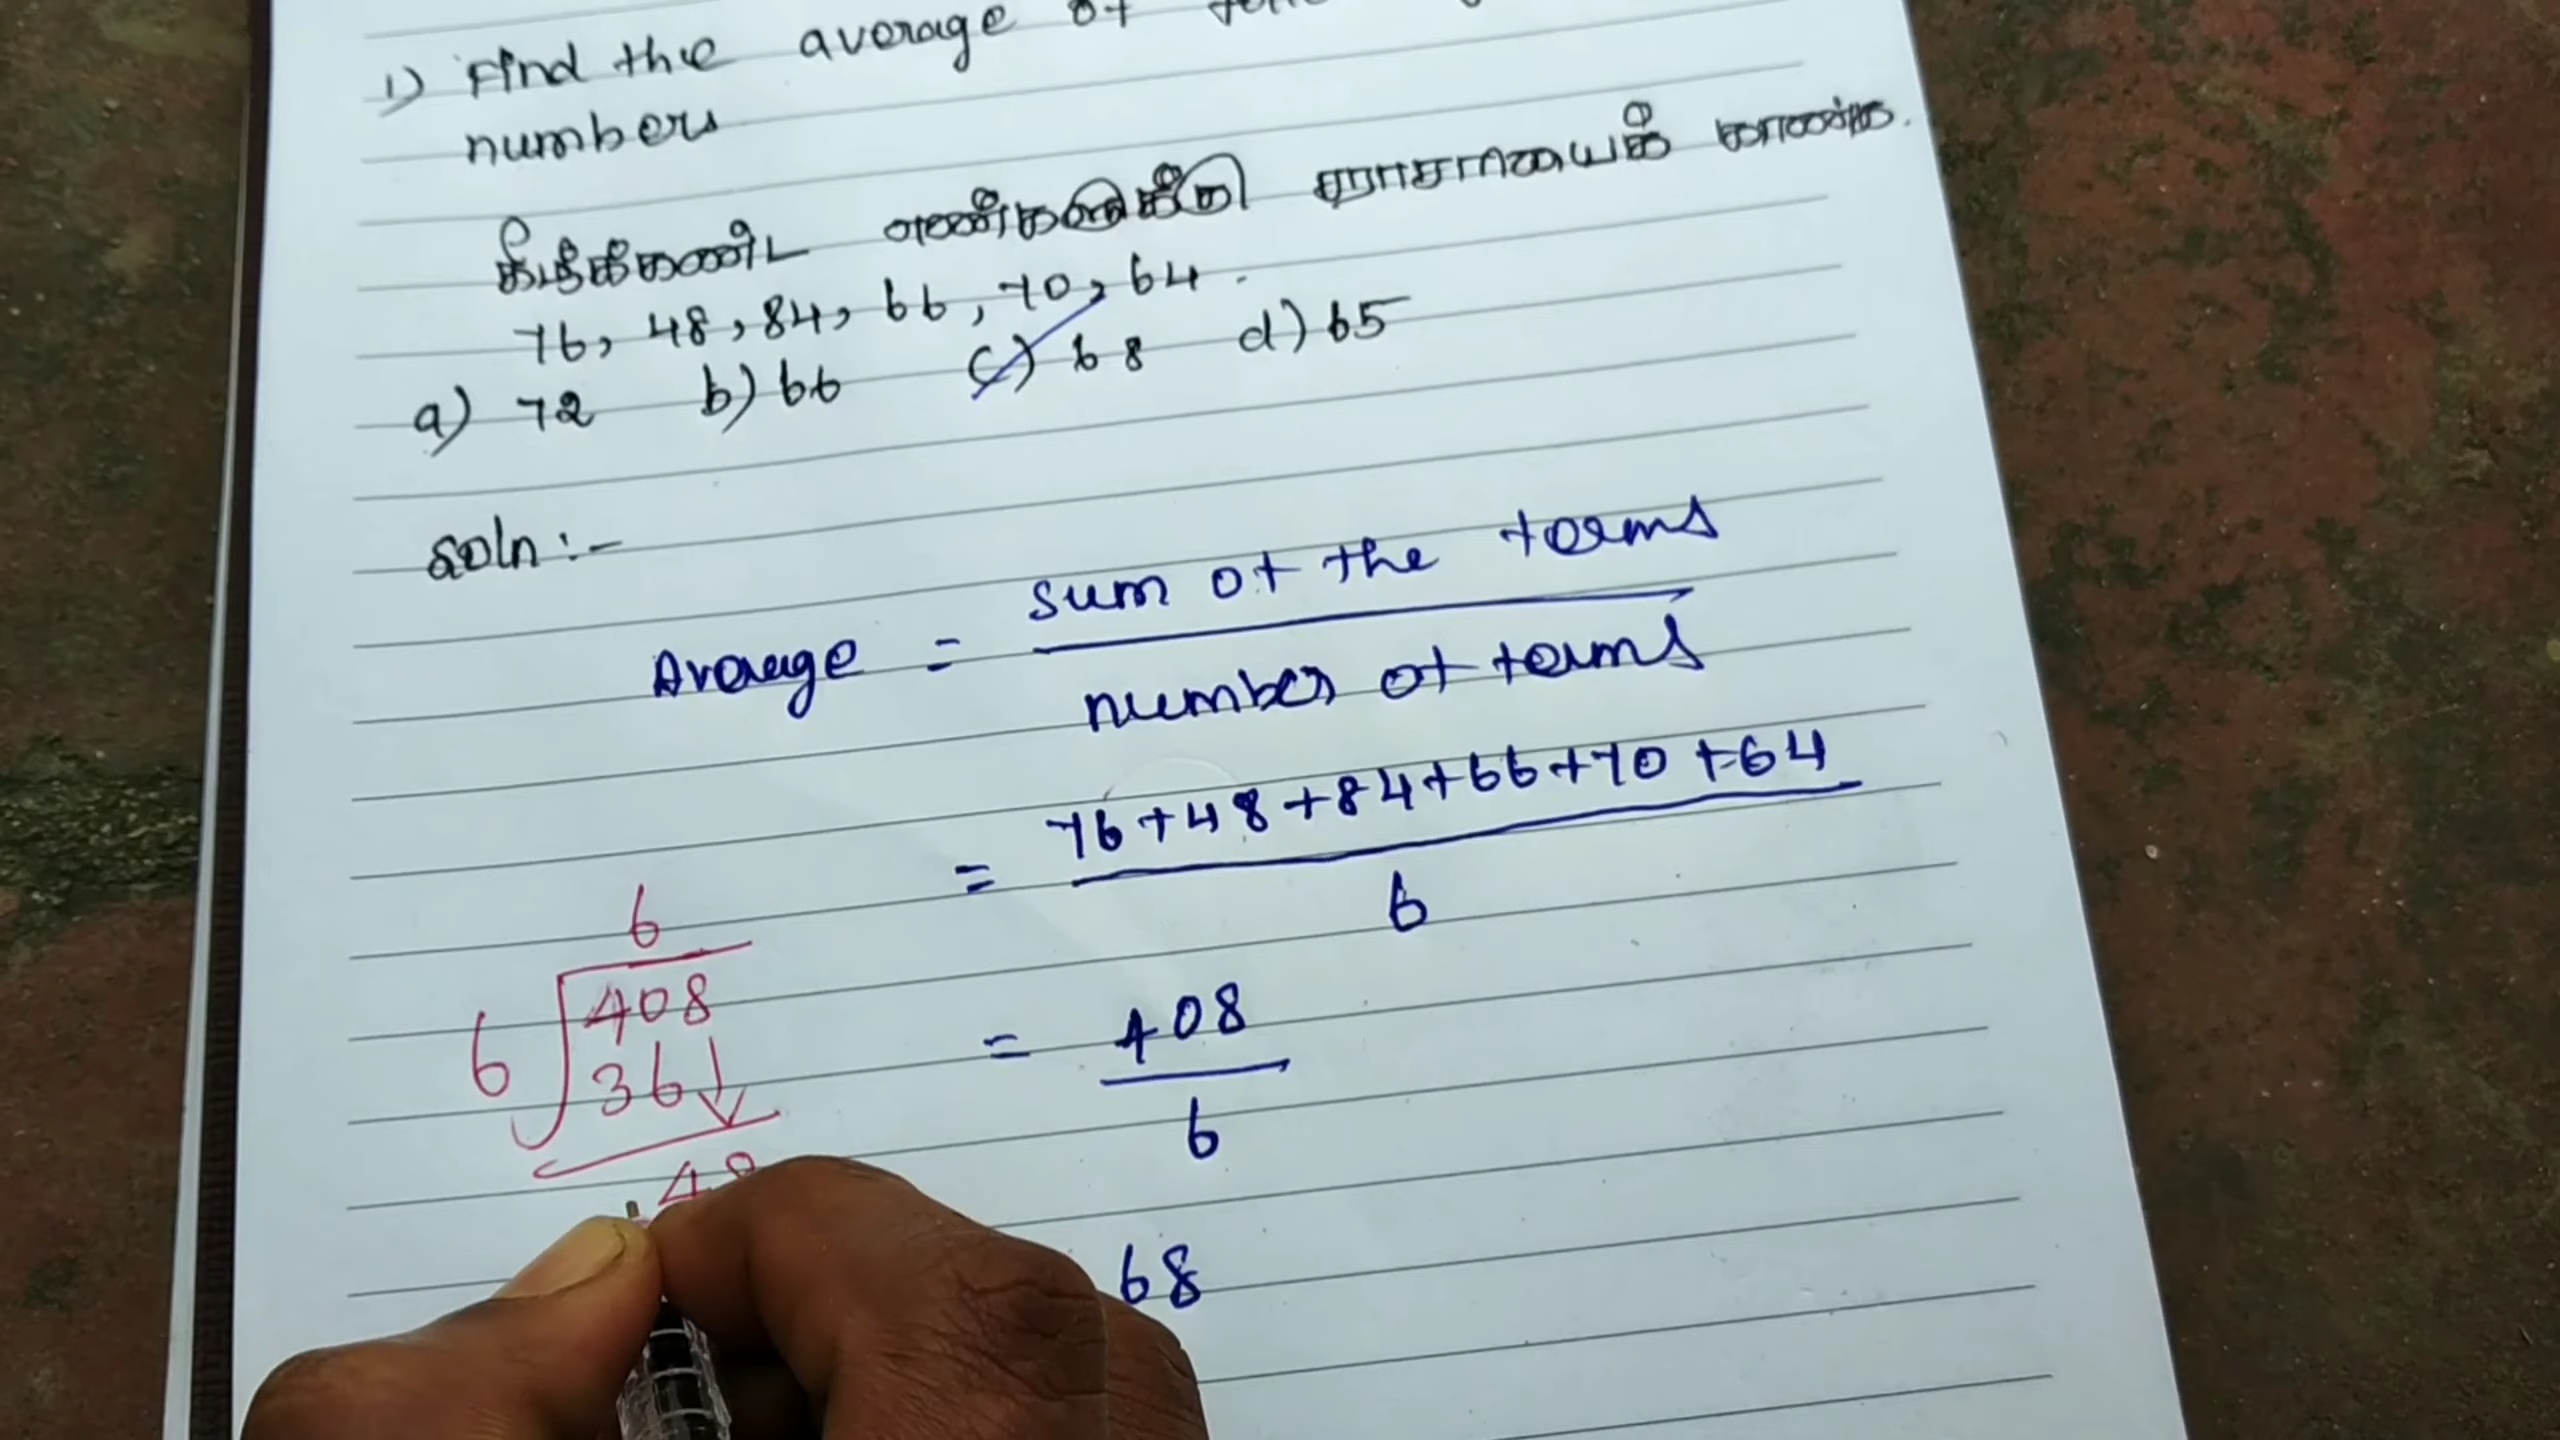 1) Find the average of
numbers
கீழ்க்கண்ட எண்களுக்கு சராசரியைக் காண்க.
76, 48, 84, 66, 70, 64.
a) 72 b) 66 c) 68 d) 65
soln:-
Average = sum of the terms
number of terms
= 76+48+84+66+70+64
6
= 408
6
68
6
6 408
36
48